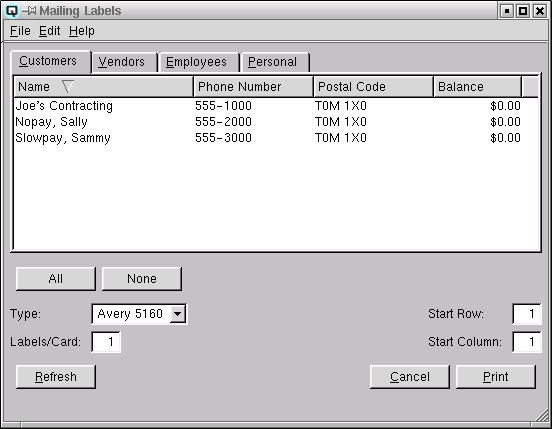 Mailing Labels
File Edit Help
Customers Vendors Employees Personal
Name Phone Number Postal Code Balance
Joe's Contracting 555-1000 T0M 1X0 $0.00
Nopay, Sally 555-2000 T0M 1X0 $0.00
Slowpay, Sammy 555-3000 T0M 1X0 $0.00
All None
Type: Avery 5160 Start Row: 1
Labels/Card: 1 Start Column: 1
Refresh Cancel Print